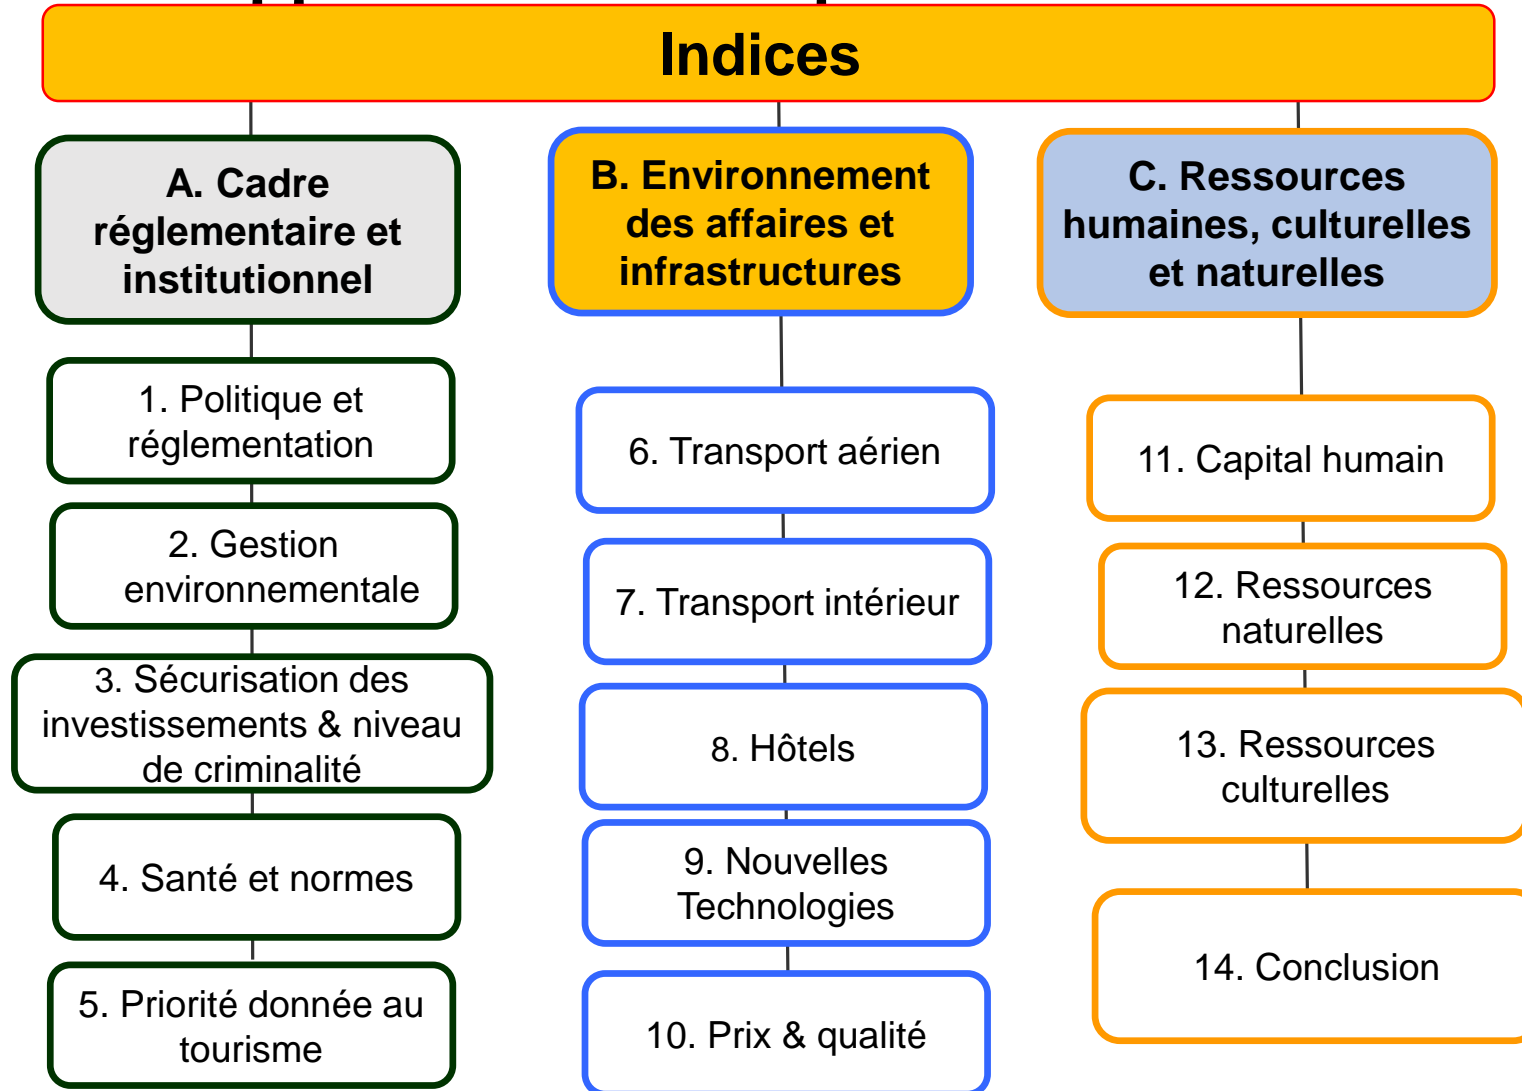 Indices
A. Cadre
réglementaire et
institutionnel
1. Politique et
réglementation
2. Gestion
environnementale
3. Sécurisation des
investissements & niveau
de criminalité
4. Santé et normes
5. Priorité donnée au
tourisme
B. Environnement
des affaires et
infrastructures
6. Transport aérien
7. Transport intérieur
8. Hôtels
9. Nouvelles
Technologies
10. Prix & qualité
C. Ressources
humaines, culturelles
et naturelles
11. Capital humain
12. Ressources
naturelles
13. Ressources
culturelles
14. Conclusion